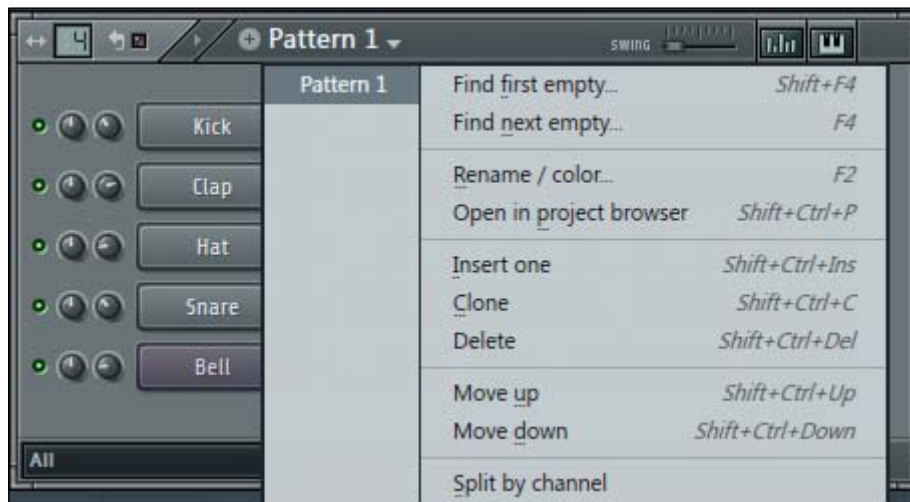 4 Pattern 1 SWING
Pattern 1
Find first empty... Shift+F4
Find next empty... F4
Rename / color... F2
Open in project browser Shift+Ctrl+P
Insert one Shift+Ctrl+Ins
Clone Shift+Ctrl+C
Delete Shift+Ctrl+Del
Move up Shift+Ctrl+Up
Move down Shift+Ctrl+Down
Split by channel
Kick
Clap
Hat
Snare
Bell
All